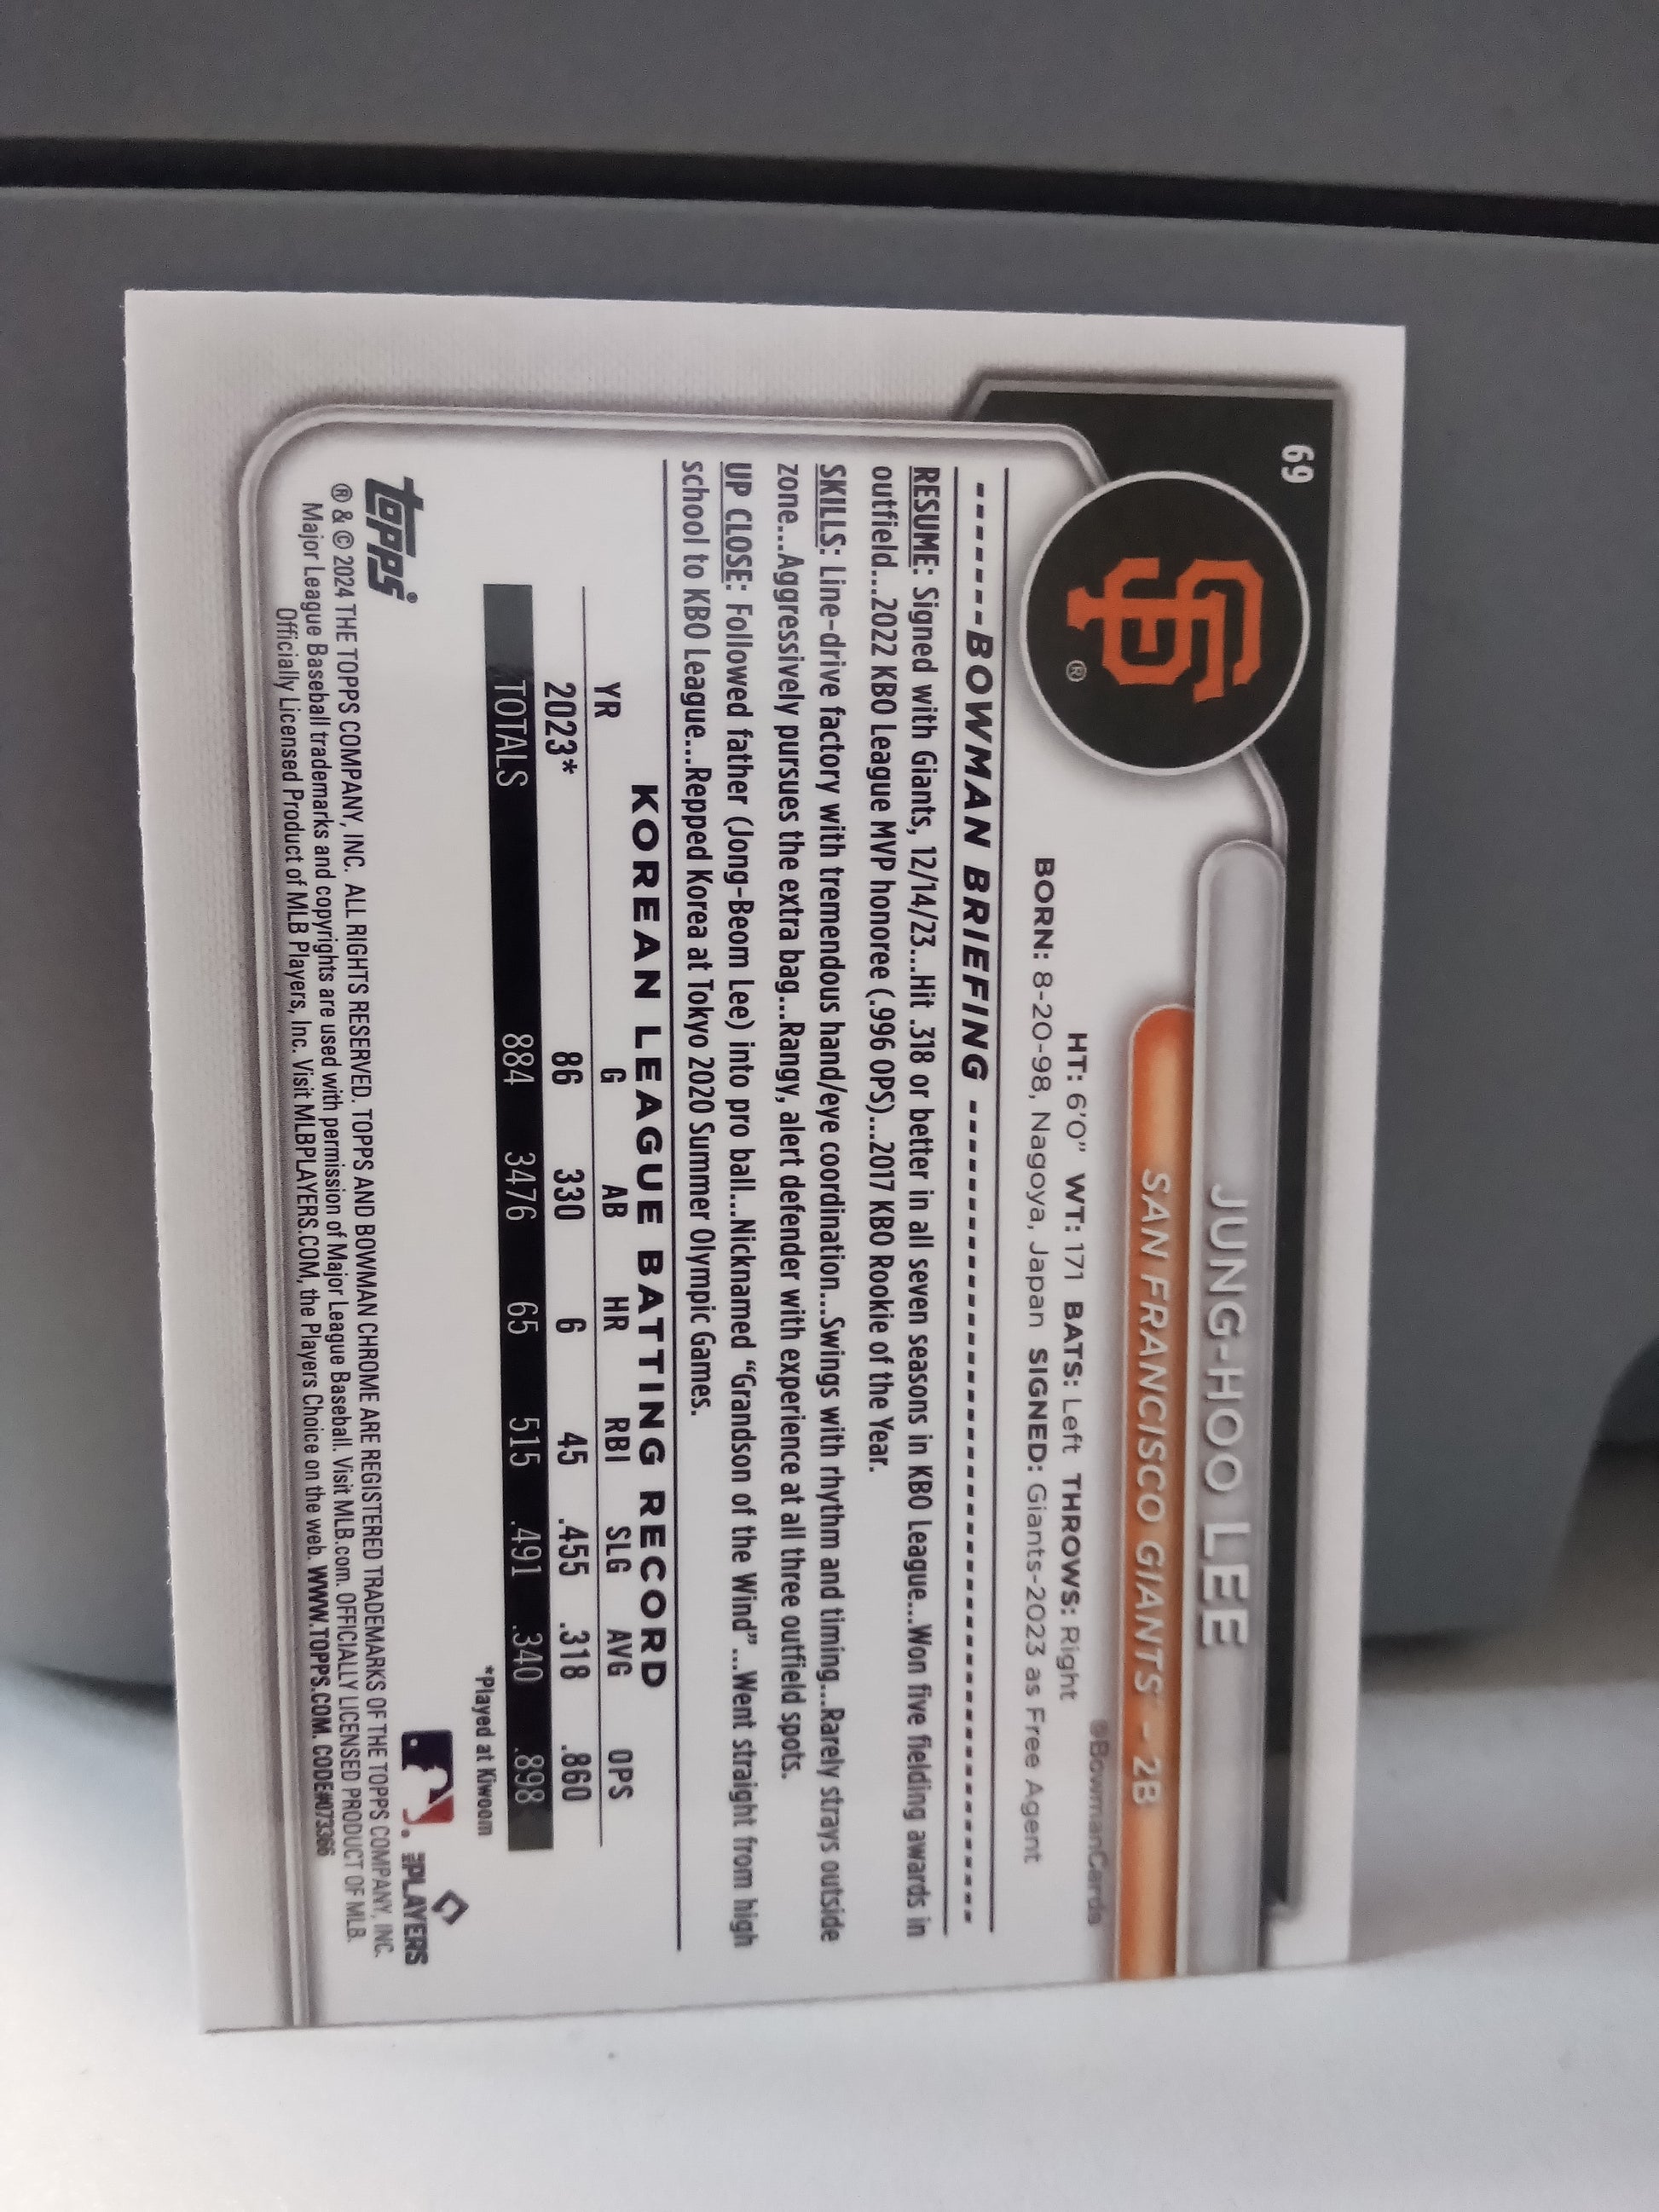 69
JUNG-HOO LEE
SAN FRANCISCO GIANTS™ - 2B
SF®
@BowmanCards
HT: 6'0" WT: 171 BATS: Left THROWS: Right
BORN: 8-20-98, Nagoya, Japan SIGNED: Giants-2023 as Free Agent
BOWMAN BRIEFING
RESUME: Signed with Giants, 12/14/23...Hit .318 or better in all seven seasons in KBO League...Won five fielding awards in
outfield...2022 KBO League MVP honoree (.996 OPS)...2017 KBO Rookie of the Year.
SKILLS: Line-drive factory with tremendous hand/eye coordination...Swings with rhythm and timing...Rarely strays outside
zone...Aggressively pursues the extra bag...Rangy, alert defender with experience at all three outfield spots.
UP CLOSE: Followed father (Jong-Beom Lee) into pro ball...Nicknamed “Grandson of the Wind”...Went straight from high
school to KBO League...Repped Korea at Tokyo 2020 Summer Olympic Games.
KOREAN LEAGUE BATTING RECORD
YR G AB HR RBI SLG AVG OPS
2023* 86 330 6 45 .455 .318 .860
TOTALS 884 3476 65 515 .491 .340 .898
*Played at Kiwoom
topps®
PLAYERS
® & © 2024 THE TOPPS COMPANY, INC. ALL RIGHTS RESERVED. TOPPS AND BOWMAN CHROME ARE REGISTERED TRADEMARKS OF THE TOPPS COMPANY, INC.
Major League Baseball trademarks and copyrights are used with permission of Major League Baseball. Visit MLB.com. OFFICIALLY LICENSED PRODUCT OF MLB
Officially Licensed Product of MLB Players, Inc. Visit MLBPLAYERS.COM, the Players Choice on the web. WWW.TOPPS.COM. CODE#073366